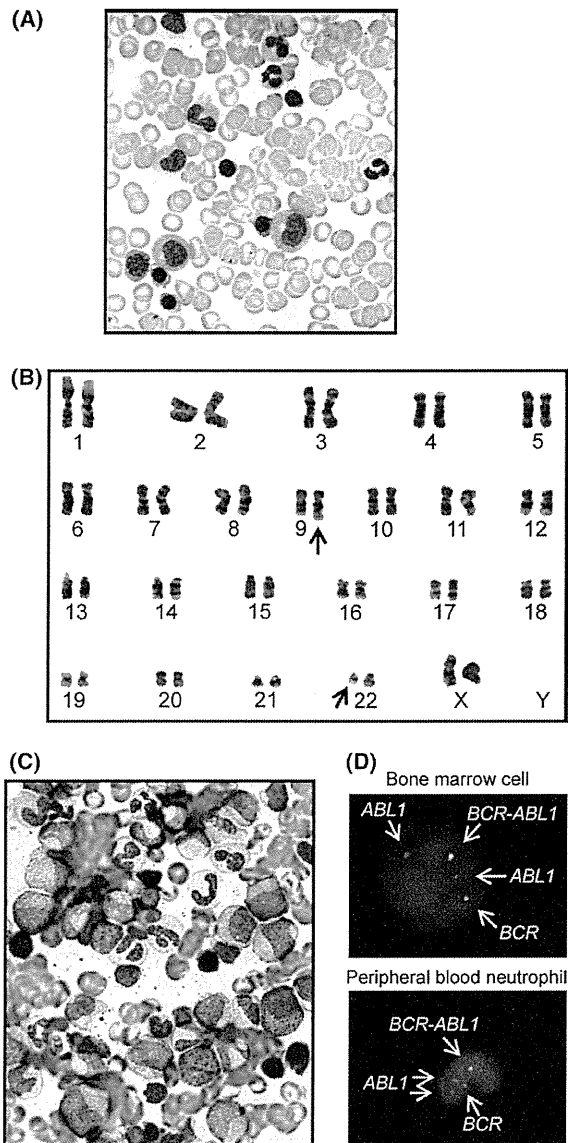 (A)
(B)
1 2 3 4 5
6 7 8 9 10 11 12
13 14 15 16 17 18
19 20 21 22 X Y
(C)
(D)
Bone marrow cell
ABL1
BCR-ABL1
ABL1
BCR
Peripheral blood neutrophil
BCR-ABL1
ABL1
BCR